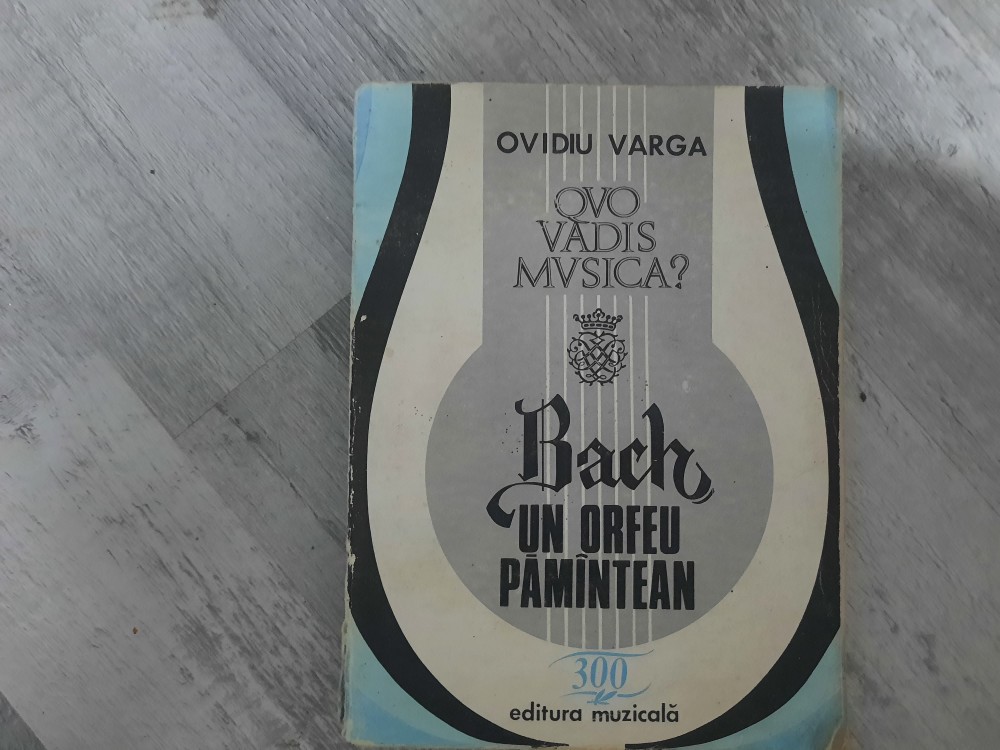 OVIDIU VARGA
QVO
VADIS
MVSICA?
Bach
UN ORFEU
PĂMÎNTEAN
300
editura muzicală